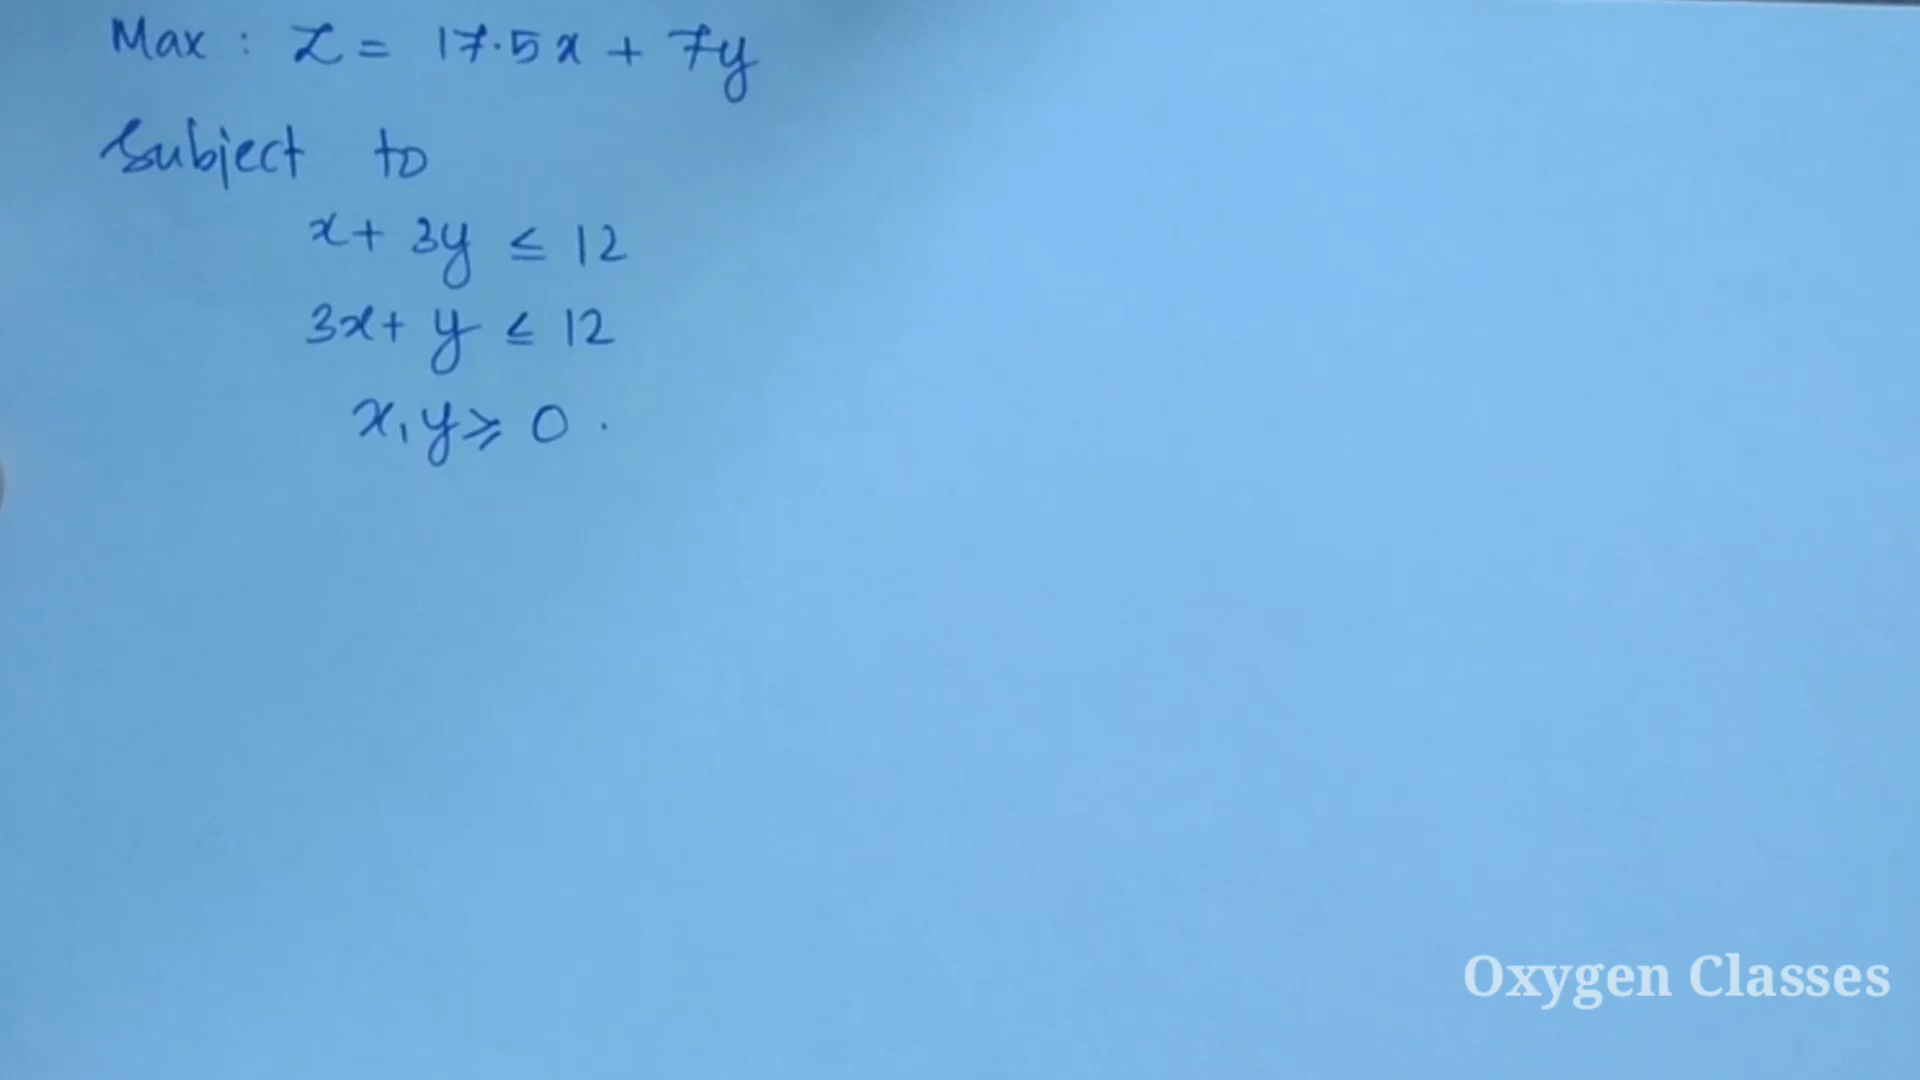 Max : Z = 17.5x + 7y
Subject to
x + 3y ≤ 12
3x + y ≤ 12
x, y ≥ 0 .
Oxygen Classes